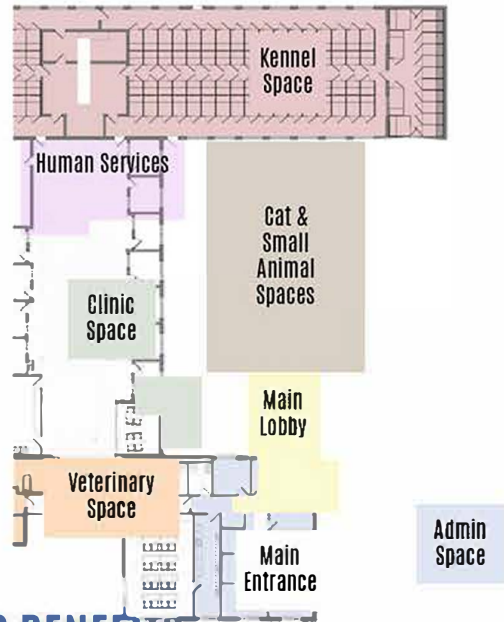 Kennel
Space
Human Services
Cat &
Small
Animal
Spaces
Clinic
Space
Main
Lobby
Veterinary
Space
Admin
Space
Main
Entrance